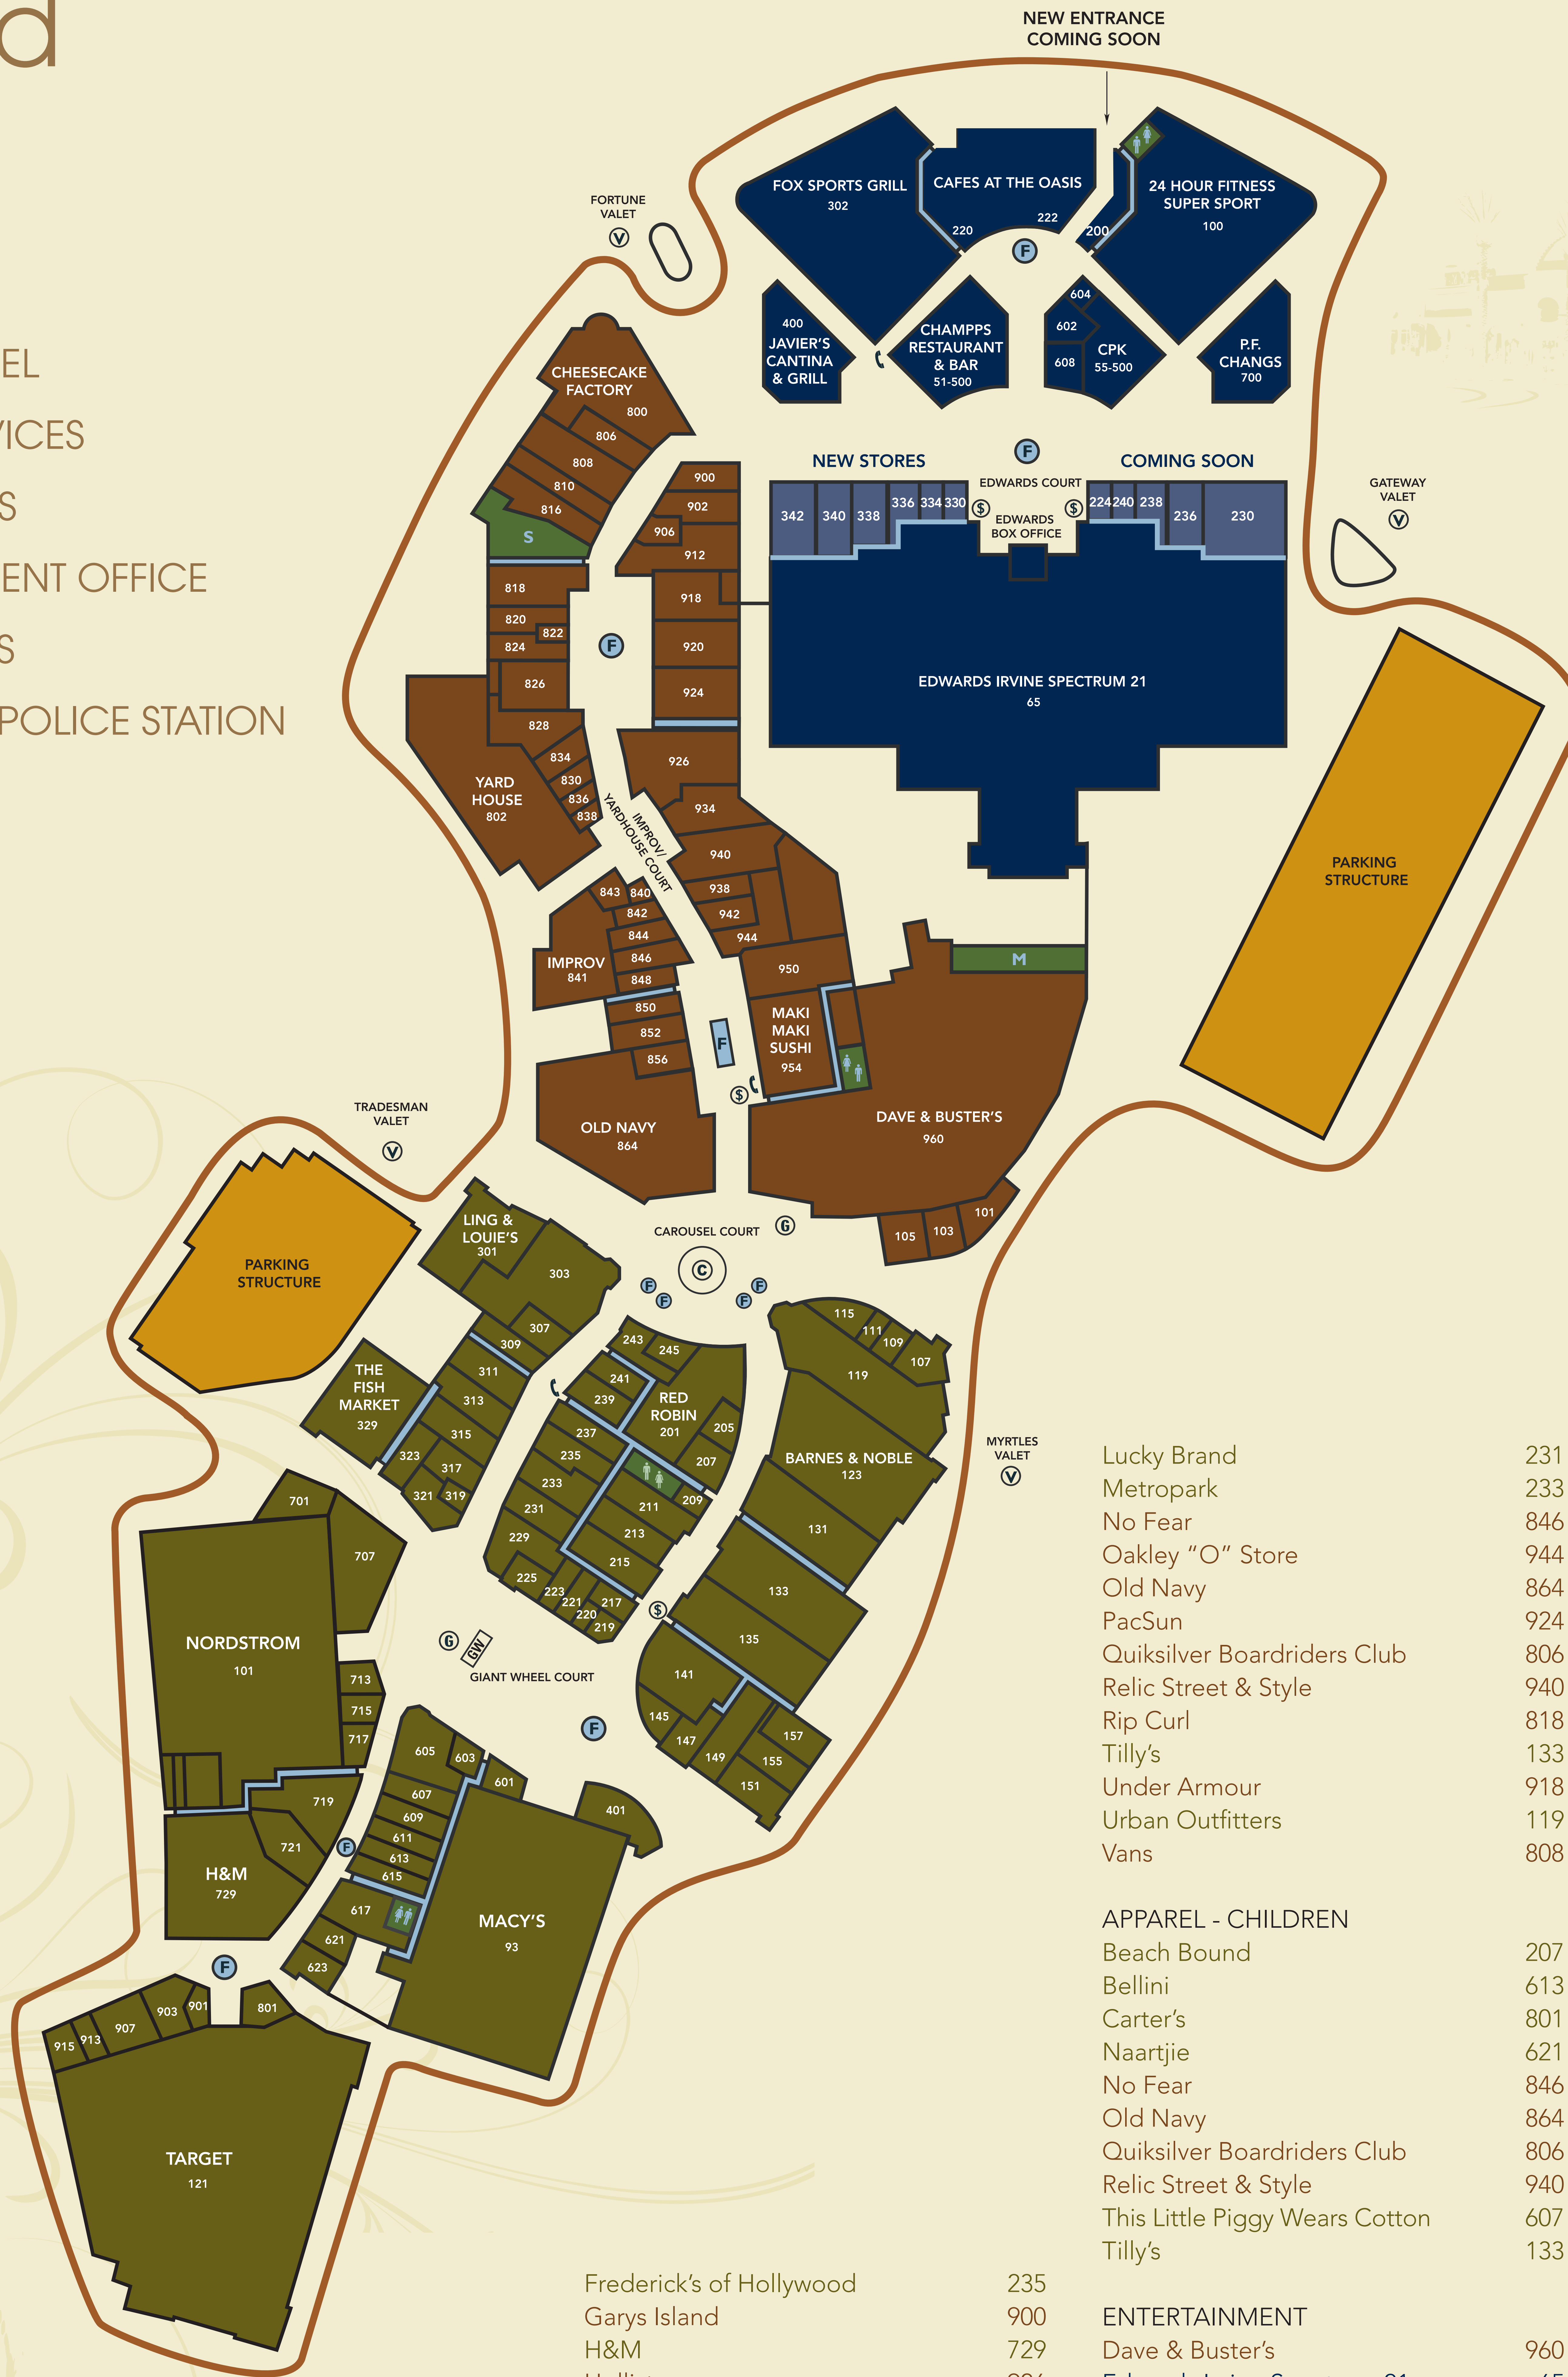 d
NEW ENTRANCE
COMING SOON
FOX SPORTS GRILL
302
CAFES AT THE OASIS
220
222
200
24 HOUR FITNESS
SUPER SPORT
100
FORTUNE
VALET
V
F
400
JAVIER'S
CANTINA
& GRILL
CHAMPPS
RESTAURANT
& BAR
51-500
604
602
608
CPK
55-500
P.F.
CHANGS
700
EL
VICES
S
ENT OFFICE
S
POLICE STATION
CHEESECAKE
FACTORY
800
806
808
810
816
S
900
902
906
912
F
NEW STORES
COMING SOON
EDWARDS COURT
$
$
EDWARDS
BOX OFFICE
342
340
338
336
334
330
224
240
238
236
230
GATEWAY
VALET
V
818
820
822
824
826
828
F
918
920
924
EDWARDS IRVINE SPECTRUM 21
65
YARD
HOUSE
802
834
830
836
838
926
934
IMPROV/
YARDHOUSE COURT
940
938
942
944
PARKING
STRUCTURE
843
840
842
844
846
848
IMPROV
841
850
852
856
950
M
MAKI
MAKI
SUSHI
954
F
$
OLD NAVY
864
DAVE & BUSTER'S
960
TRADESMAN
VALET
V
105
103
101
PARKING
STRUCTURE
LING &
LOUIE'S
301
303
307
309
CAROUSEL COURT
G
C
F
F
F
F
THE
FISH
MARKET
329
311
313
315
317
319
321
323
243
245
241
239
RED
ROBIN
201
205
207
209
237
235
233
231
229
225
223
221
220
217
219
211
213
215
115
111
109
107
119
BARNES & NOBLE
123
131
133
135
$
MYRTLES
VALET
V
701
707
NORDSTROM
101
713
715
717
G
GW
GIANT WHEEL COURT
F
141
145
147
149
157
155
151
605
603
601
607
609
611
613
615
617
621
623
401
719
721
F
H&M
729
MACY'S
93
F
915
913
907
903
901
801
TARGET
121
Lucky Brand 231
Metropark 233
No Fear 846
Oakley “O” Store 944
Old Navy 864
PacSun 924
Quiksilver Boardriders Club 806
Relic Street & Style 940
Rip Curl 818
Tilly's 133
Under Armour 918
Urban Outfitters 119
Vans 808
APPAREL - CHILDREN
Beach Bound 207
Bellini 613
Carter's 801
Naartjie 621
No Fear 846
Old Navy 864
Quiksilver Boardriders Club 806
Relic Street & Style 940
This Little Piggy Wears Cotton 607
Tilly's 133
Frederick's of Hollywood 235
Garys Island 900
H&M 729
ENTERTAINMENT
Dave & Buster's 960